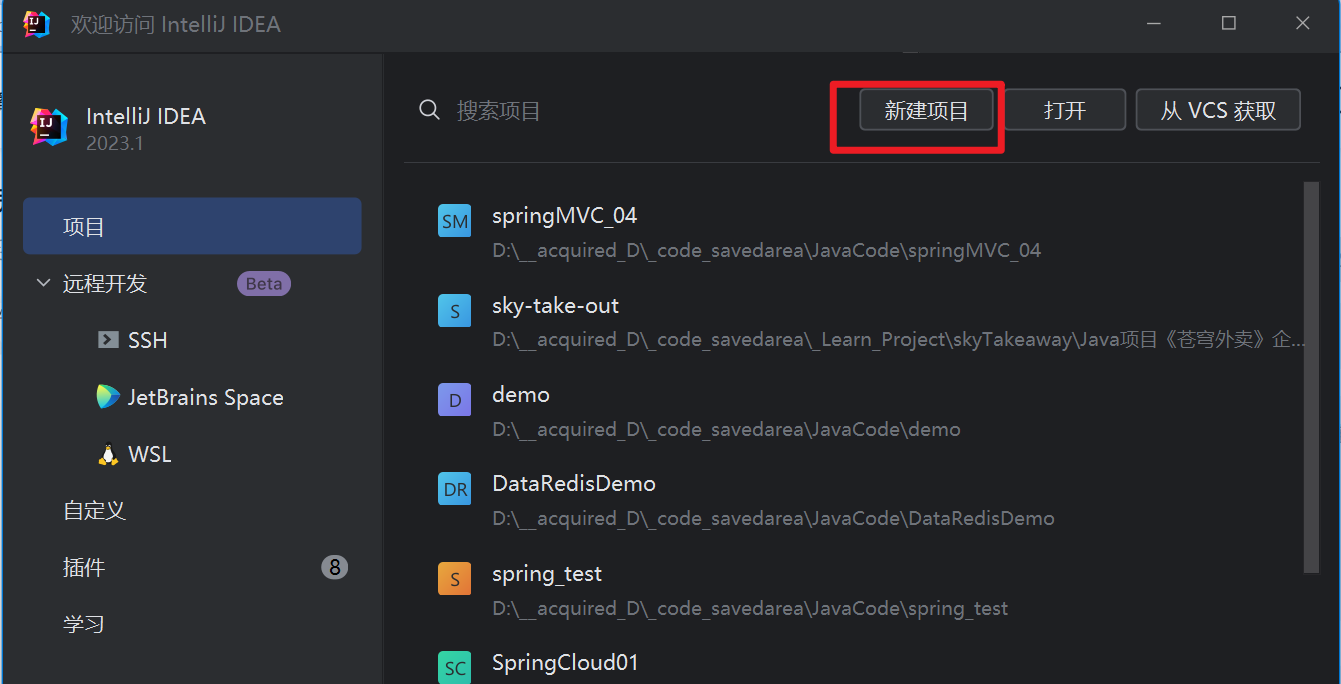 欢迎访问 IntelliJ IDEA
IntelliJ IDEA
2023.1
项目
远程开发 Beta
SSH
JetBrains Space
WSL
自定义
插件 8
学习
搜索项目 新建项目 打开 从 VCS 获取
SM springMVC_04
D:\__acquired_D\_code_savedarea\JavaCode\springMVC_04
S sky-take-out
D:\__acquired_D\_code_savedarea\_Learn_Project\skyTakeaway\Java项目《苍穹外卖》企...
D demo
D:\__acquired_D\_code_savedarea\JavaCode\demo
DR DataRedisDemo
D:\__acquired_D\_code_savedarea\JavaCode\DataRedisDemo
S spring_test
D:\__acquired_D\_code_savedarea\JavaCode\spring_test
SC SpringCloud01